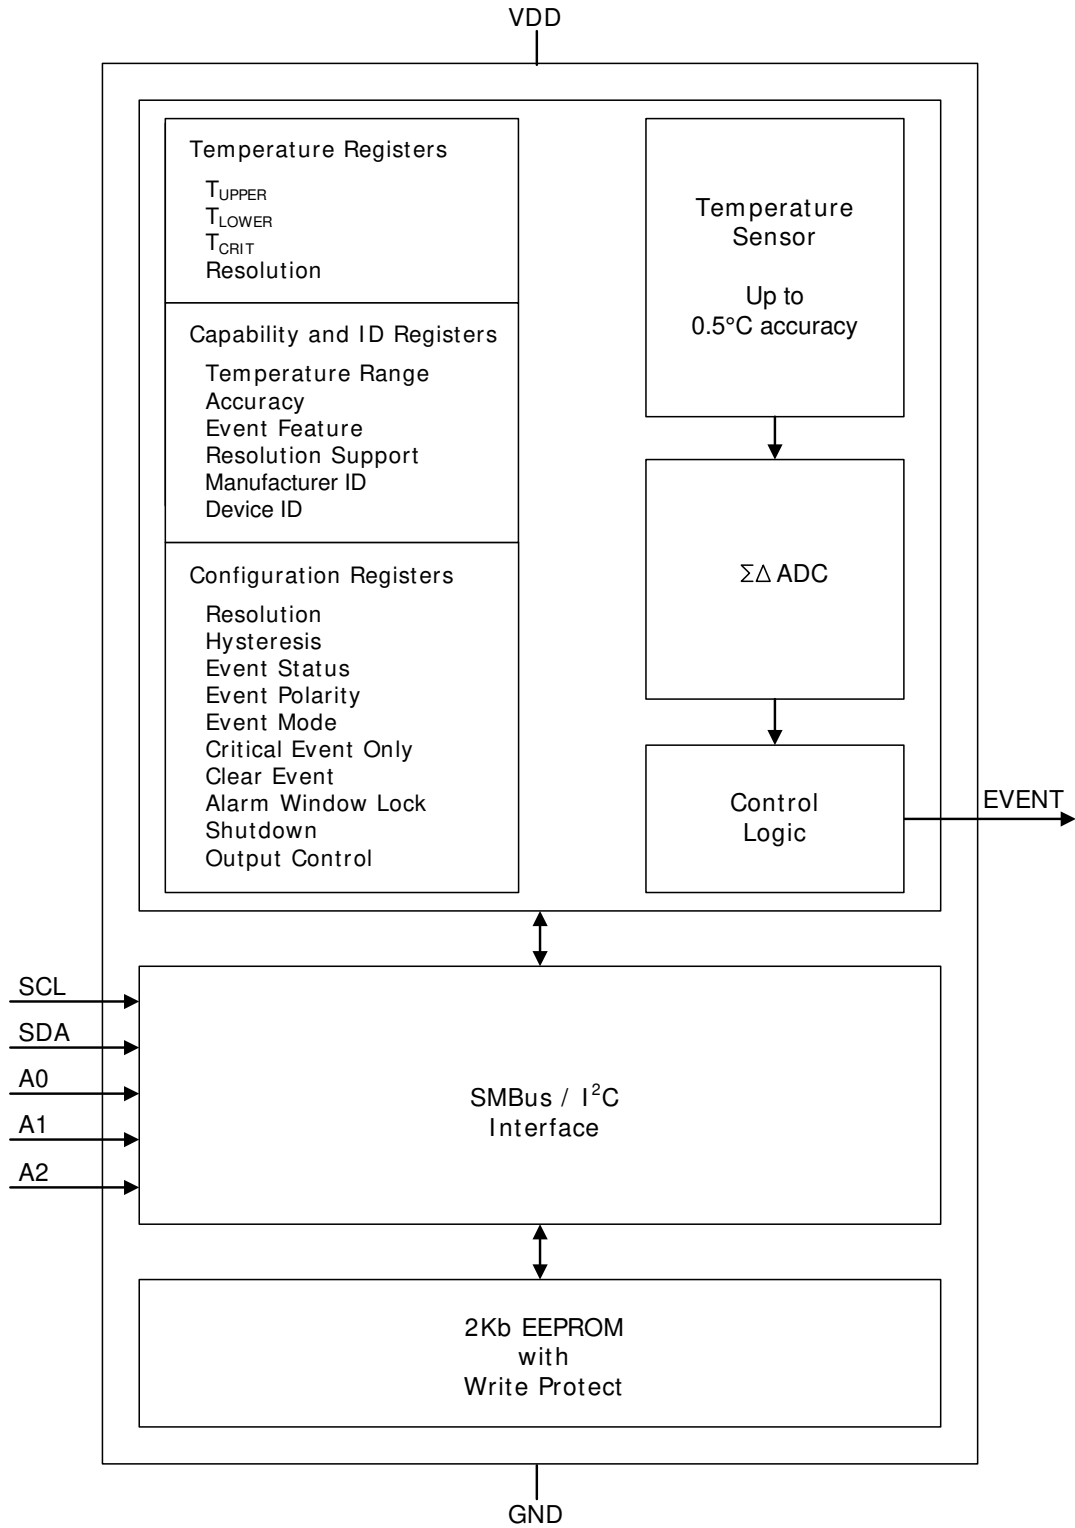 VDD
Temperature Registers
T_UPPER
T_LOWER
T_CRIT
Resolution
Capability and ID Registers
Temperature Range
Accuracy
Event Feature
Resolution Support
Manufacturer ID
Device ID
Configuration Registers
Resolution
Hysteresis
Event Status
Event Polarity
Event Mode
Critical Event Only
Clear Event
Alarm Window Lock
Shutdown
Output Control
Temperature
Sensor
Up to
0.5°C accuracy
ΣΔ ADC
Control
Logic
EVENT
SCL
SDA
A0
A1
A2
SMBus / I²C
Interface
2Kb EEPROM
with
Write Protect
GND